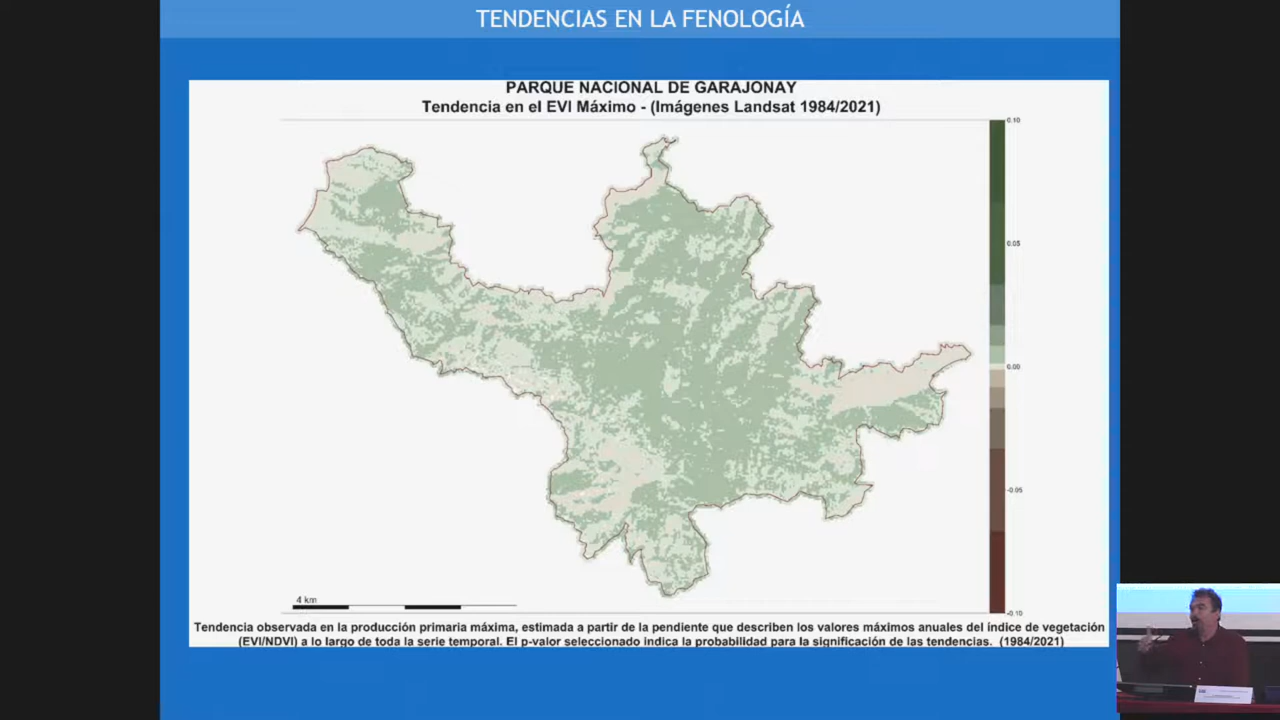 TENDENCIAS EN LA FENOLOGÍA
PARQUE NACIONAL DE GARAJONAY
Tendencia en el EVI Máximo - (Imágenes Landsat 1984/2021)
0.10
0.05
0.00
-0.05
-0.10
4 km
Tendencia observada en la producción primaria máxima, estimada a partir de la pendiente que describen los valores máximos anuales del índice de vegetación
(EVI/NDVI) a lo largo de toda la serie temporal. El p-valor seleccionado indica la probabilidad para la significación de las tendencias. (1984/2021)